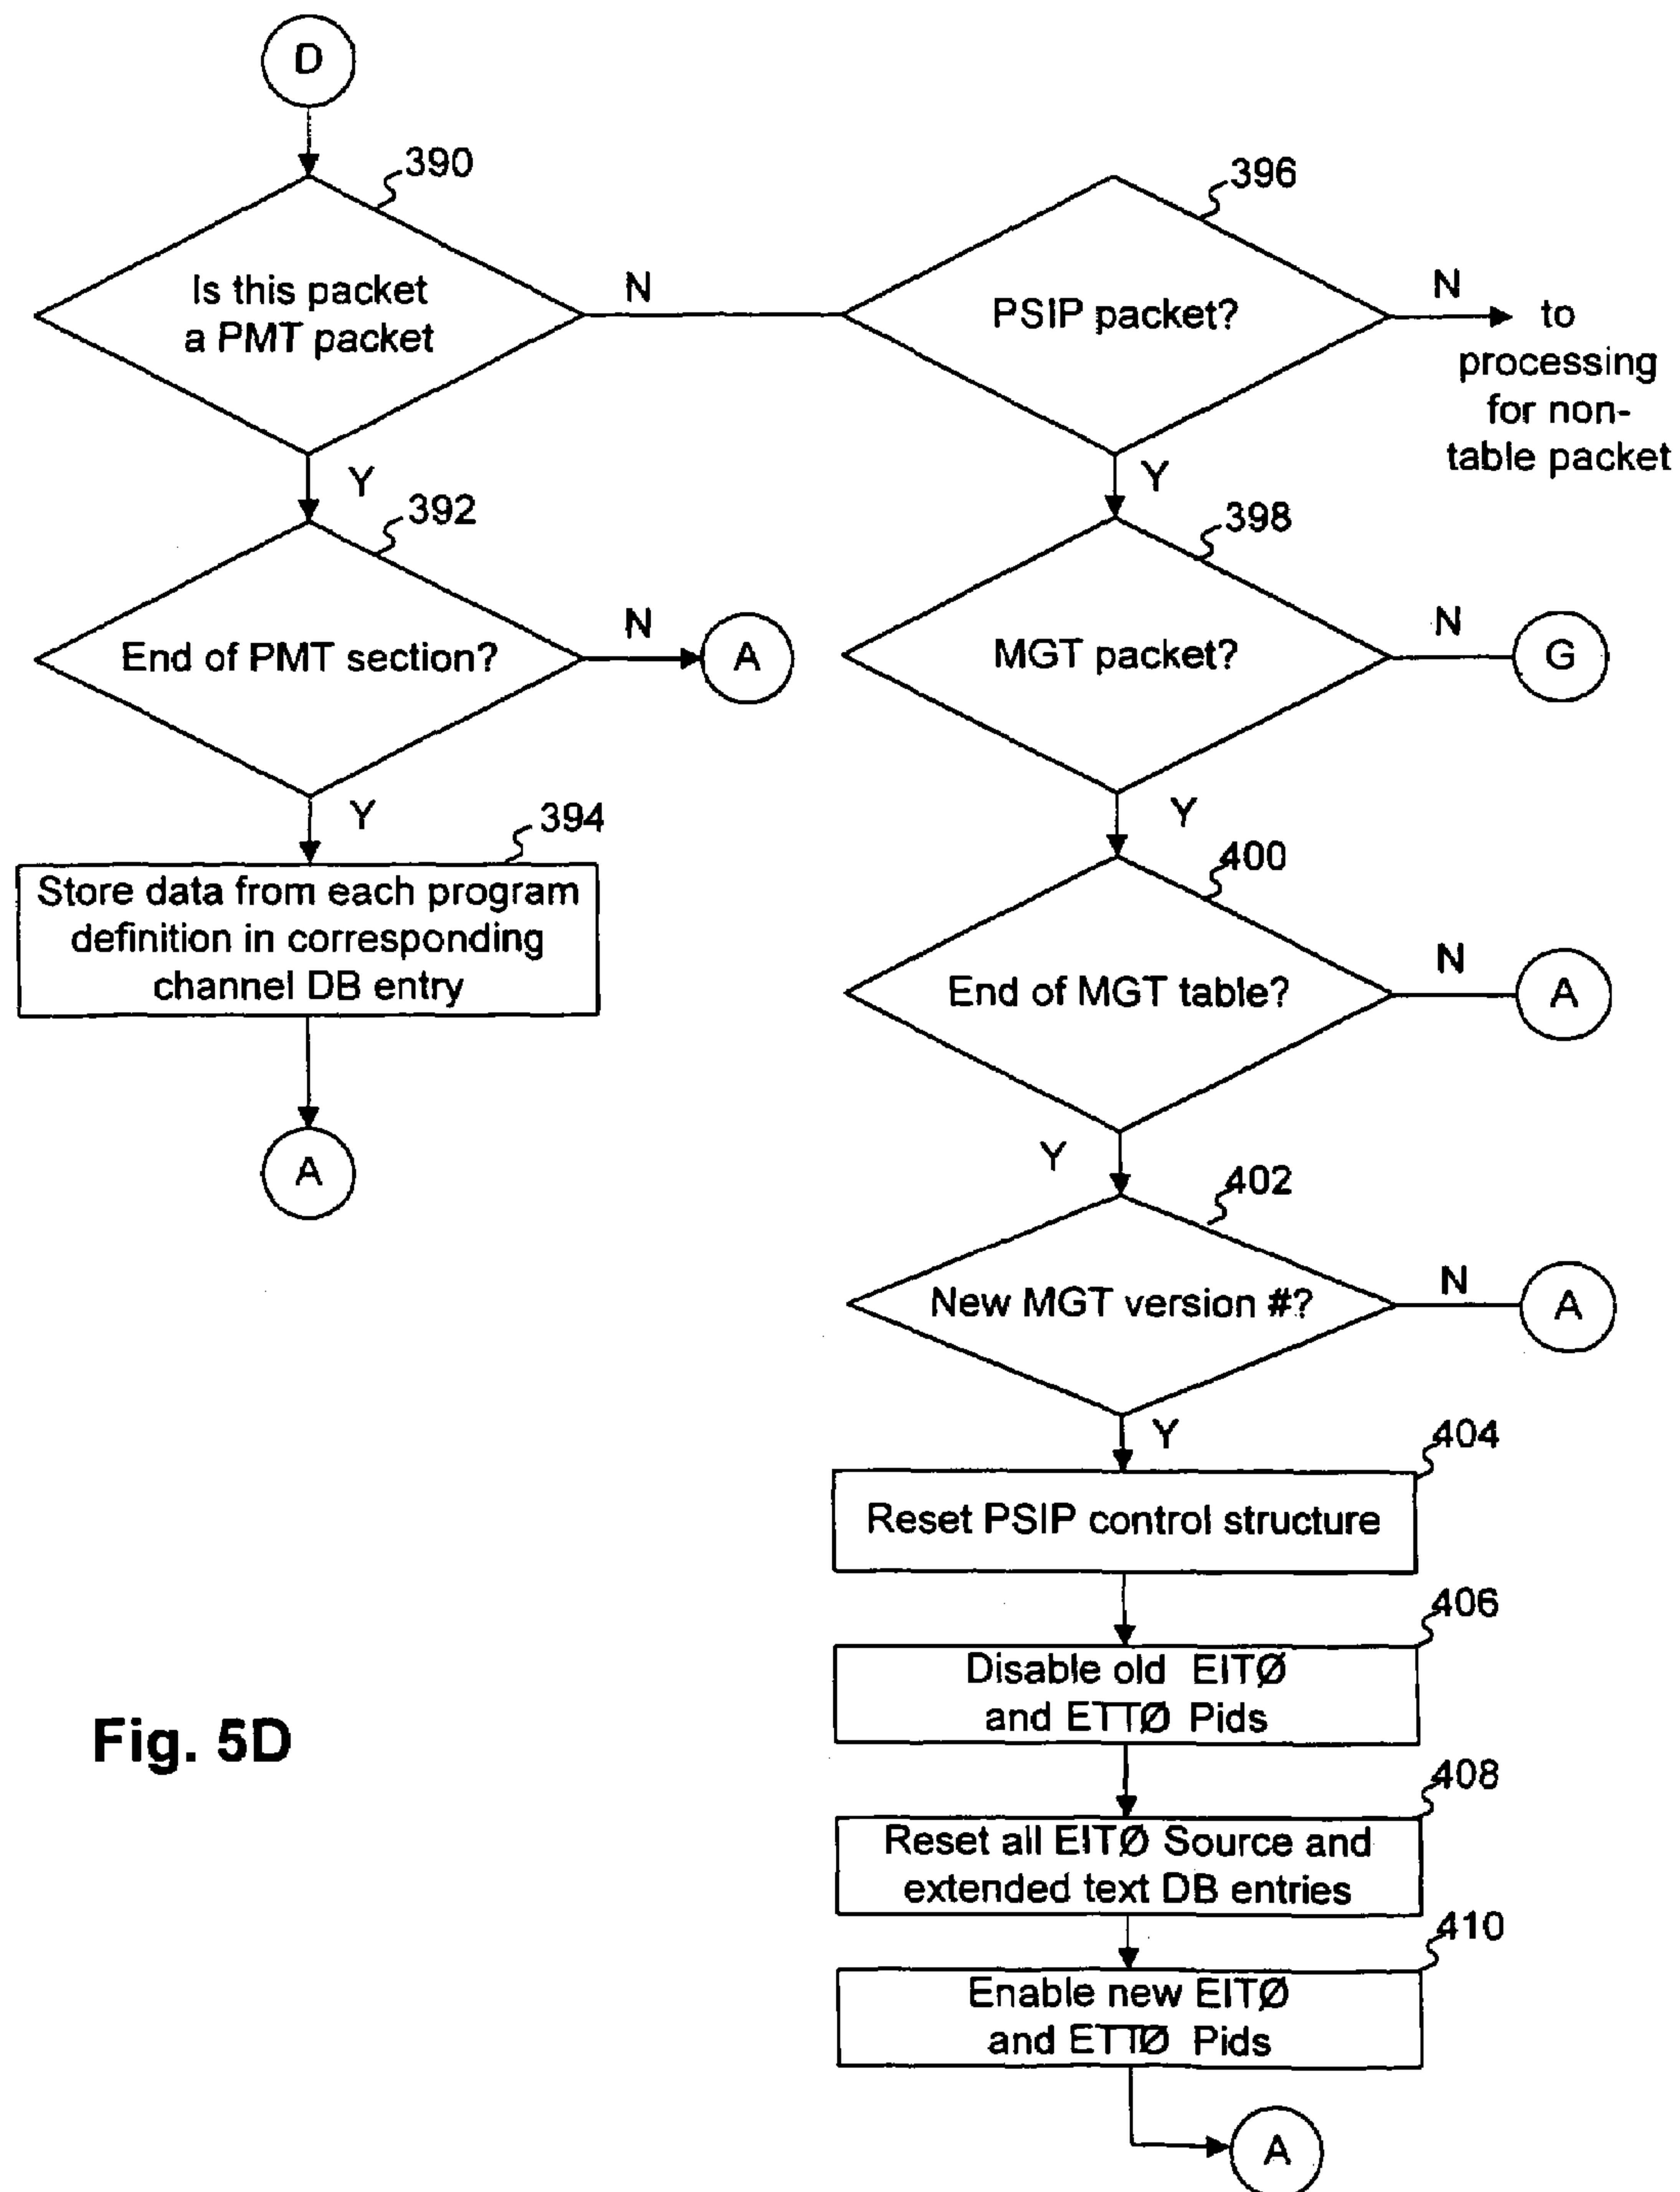 D
390
Is this packet
a PMT packet
N
396
PSIP packet?
N
to
processing
for non-
table packet
Y
392
End of PMT section?
N
A
Y
394
Store data from each program
definition in corresponding
channel DB entry
A
Y
398
MGT packet?
N
G
Y
400
End of MGT table?
N
A
Y
402
New MGT version #?
N
A
Y
404
Reset PSIP control structure
406
Disable old EITØ
and ETTØ Pids
408
Reset all EITØ Source and
extended text DB entries
410
Enable new EITØ
and ETTØ Pids
A
Fig. 5D